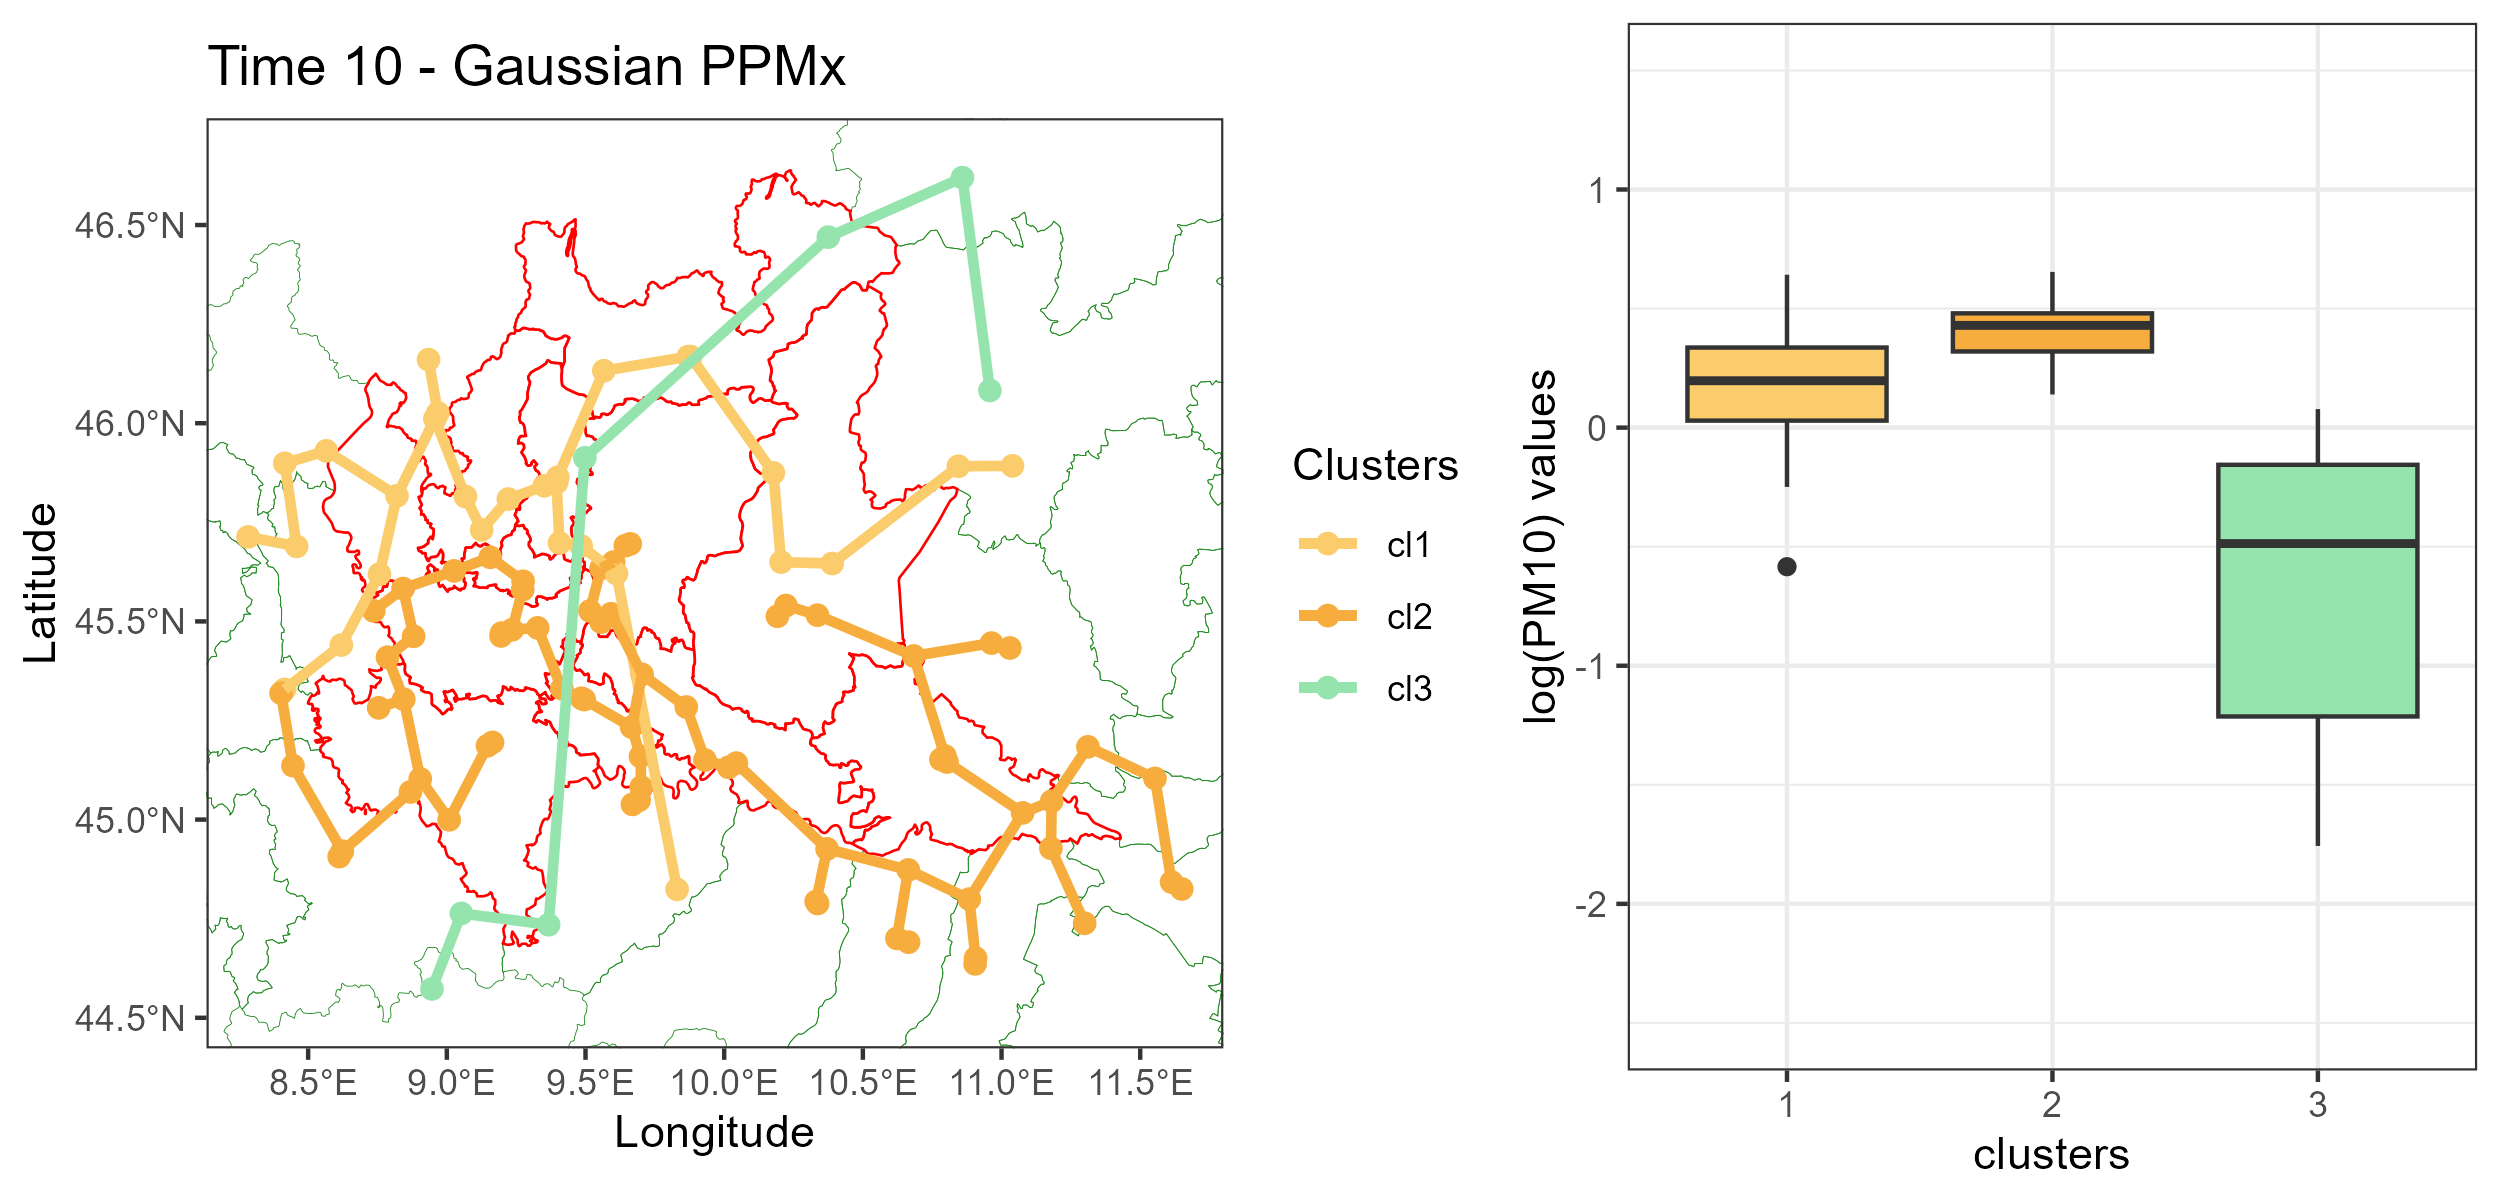 Time 10 - Gaussian PPMx
Latitude
46.5°N
46.0°N
45.5°N
45.0°N
44.5°N
8.5°E 9.0°E 9.5°E 10.0°E 10.5°E 11.0°E 11.5°E
Longitude
Clusters
cl1
cl2
cl3
log(PM10) values
1
0
-1
-2
1 2 3
clusters